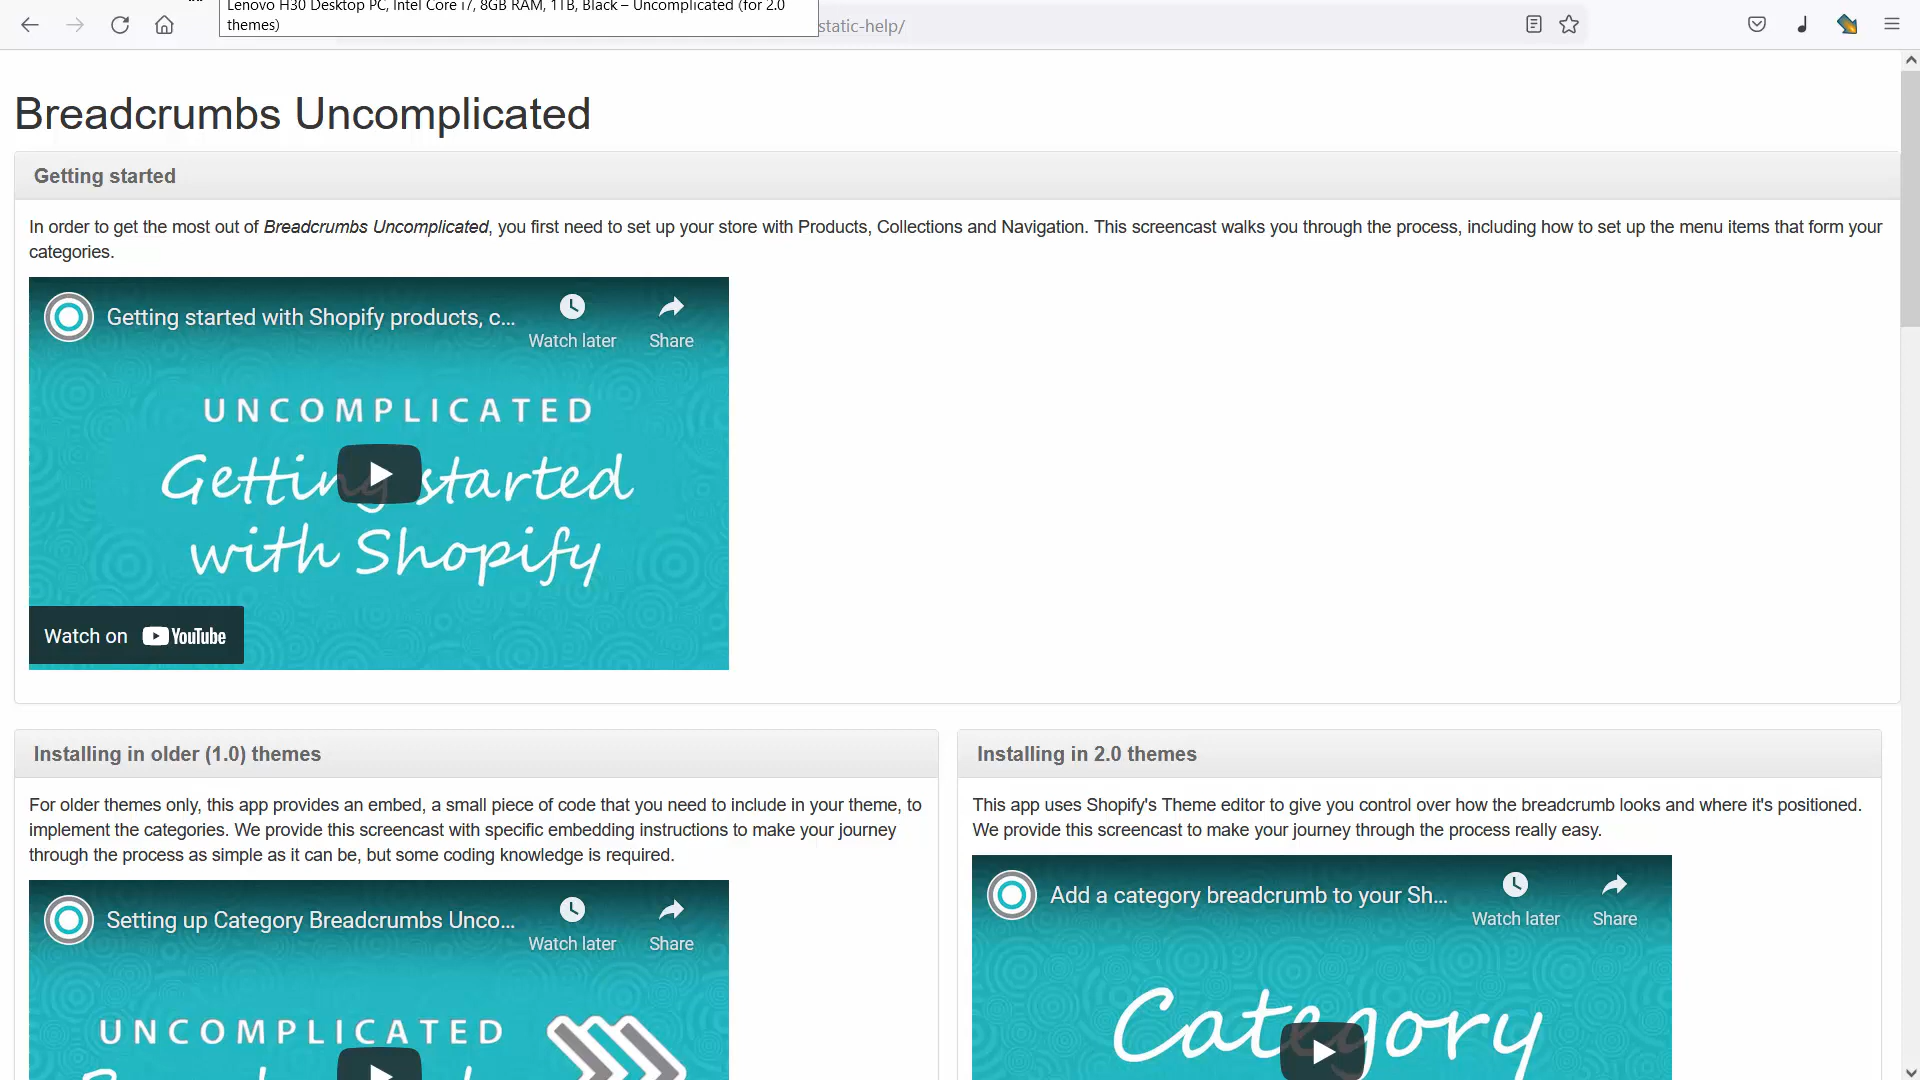 Lenovo H30 Desktop PC, Intel Core i7, 8GB RAM, 1TB, Black – Uncomplicated (for 2.0
themes)
static-help/
Breadcrumbs Uncomplicated
Getting started
In order to get the most out of Breadcrumbs Uncomplicated, you first need to set up your store with Products, Collections and Navigation. This screencast walks you through the process, including how to set up the menu items that form your
categories.
Getting started with Shopify products, c...
Watch later
Share
UNCOMPLICATED
Getting started
with Shopify
Watch on YouTube
Installing in older (1.0) themes
For older themes only, this app provides an embed, a small piece of code that you need to include in your theme, to
implement the categories. We provide this screencast with specific embedding instructions to make your journey
through the process as simple as it can be, but some coding knowledge is required.
Setting up Category Breadcrumbs Unco...
Watch later
Share
UNCOMPLICATED
Installing in 2.0 themes
This app uses Shopify's Theme editor to give you control over how the breadcrumb looks and where it's positioned.
We provide this screencast to make your journey through the process really easy.
Add a category breadcrumb to your Sh...
Watch later
Share
Category